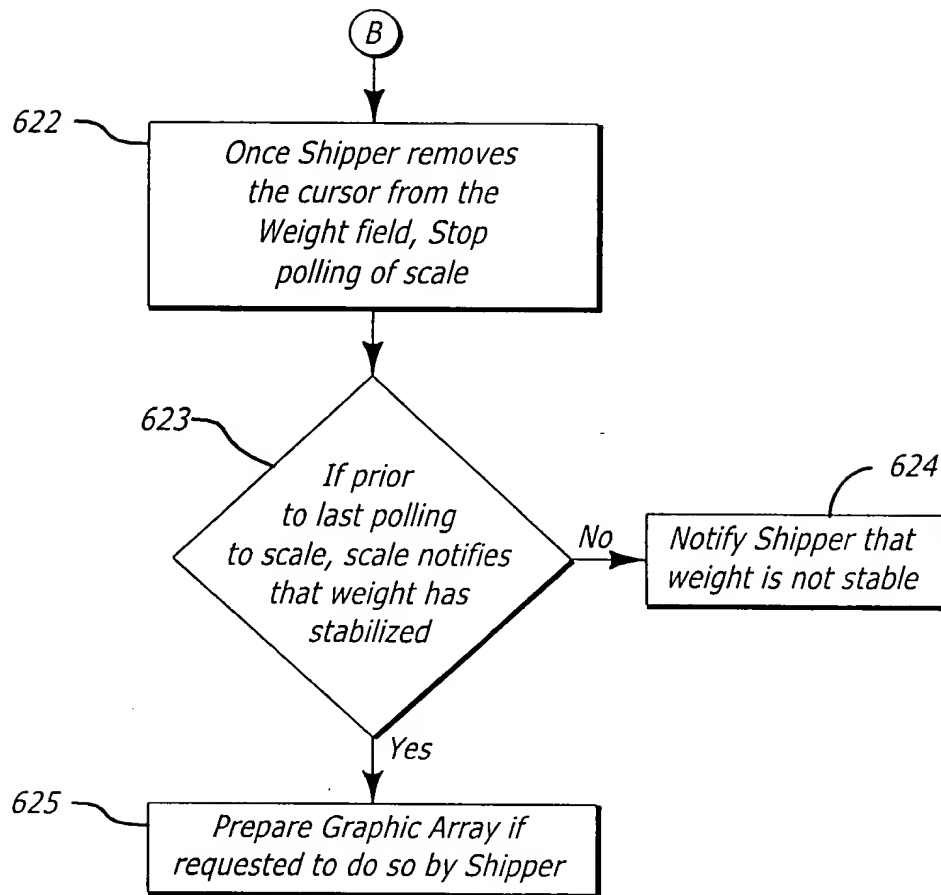 B
622
Once Shipper removes
the cursor from the
Weight field, Stop
polling of scale
623
If prior
to last polling
to scale, scale notifies
that weight has
stabilized
No
624
Notify Shipper that
weight is not stable
Yes
625
Prepare Graphic Array if
requested to do so by Shipper